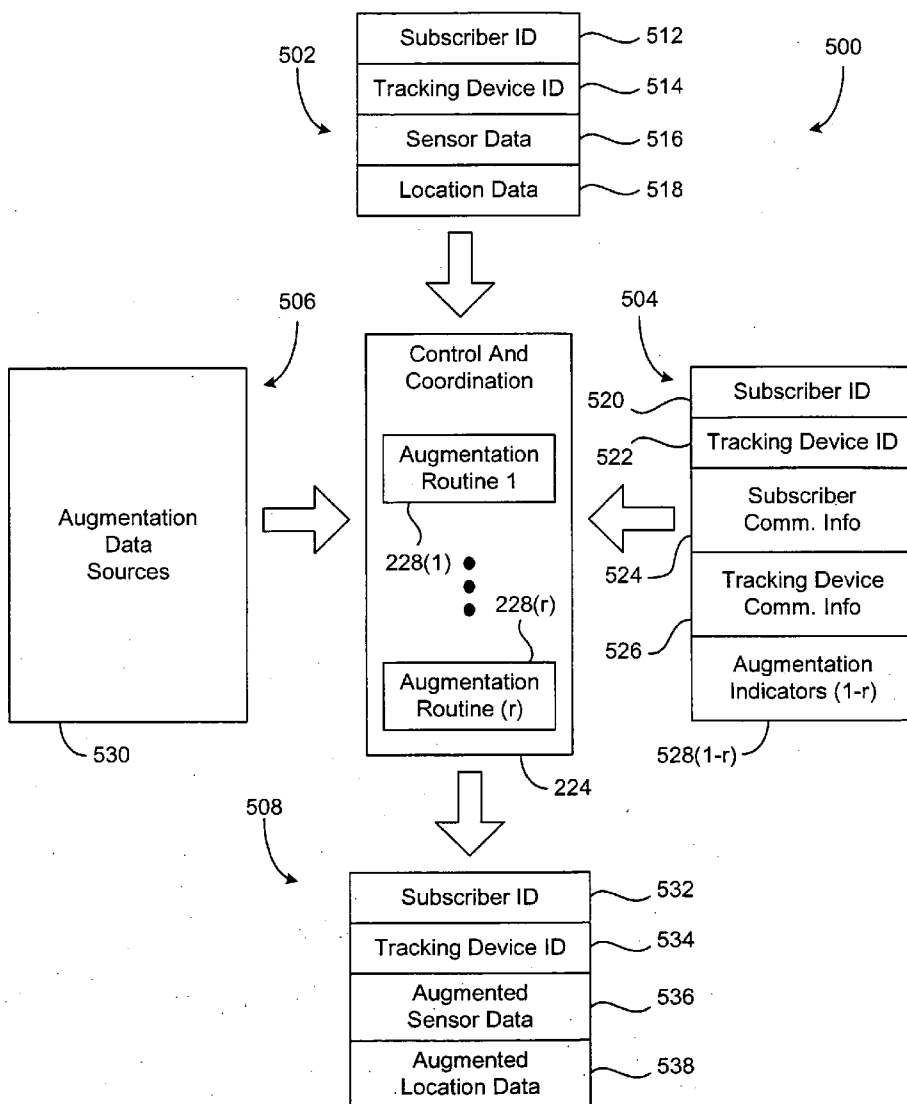 Subscriber ID
512
502
500
Tracking Device ID
514
Sensor Data
516
Location Data
518
506
504
Control And
Coordination
Subscriber ID
520
Tracking Device ID
522
Augmentation
Routine 1
Augmentation
Data
Sources
Subscriber
Comm. Info
228(1)
524
228(r)
Tracking Device
Comm. Info
526
Augmentation
Routine (r)
Augmentation
Indicators (1-r)
530
528(1-r)
224
508
Subscriber ID
532
Tracking Device ID
534
Augmented
Sensor Data
536
Augmented
Location Data
538